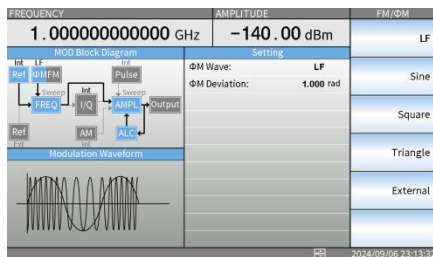 FREQUENCY AMPLITUDE FM/ΦM
1.000000000000 GHz -140.00 dBm
LF
MOD Block Diagram Setting
Int LF Int
Ref ΦM FM Pulse
Sweep Int Sweep
FREQ I/Q AMPL Output
Ref AM ALC
Ext Int
ΦM Wave: LF
ΦM Deviation: 1.000 rad
Sine
Square
Modulation Waveform
Triangle
External
2024/09/06 23:13:32